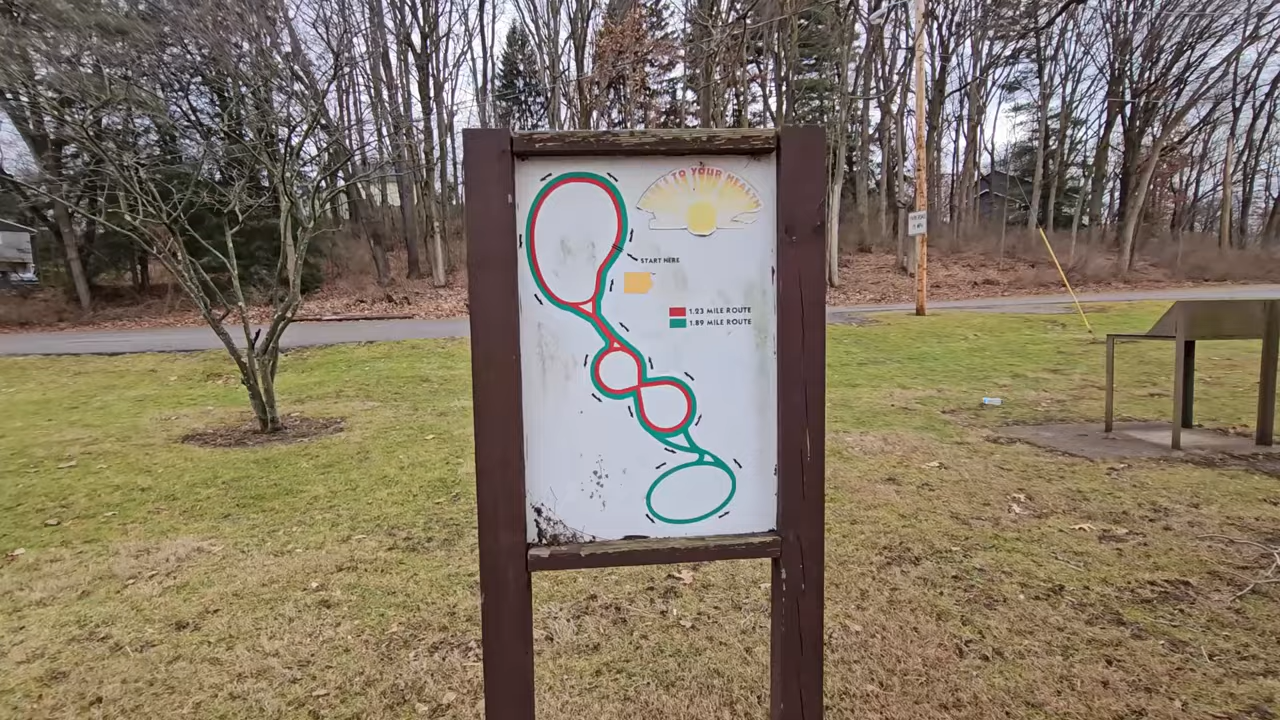 TO YOUR HEALTH
START HERE
1.23 MILE ROUTE
1.89 MILE ROUTE